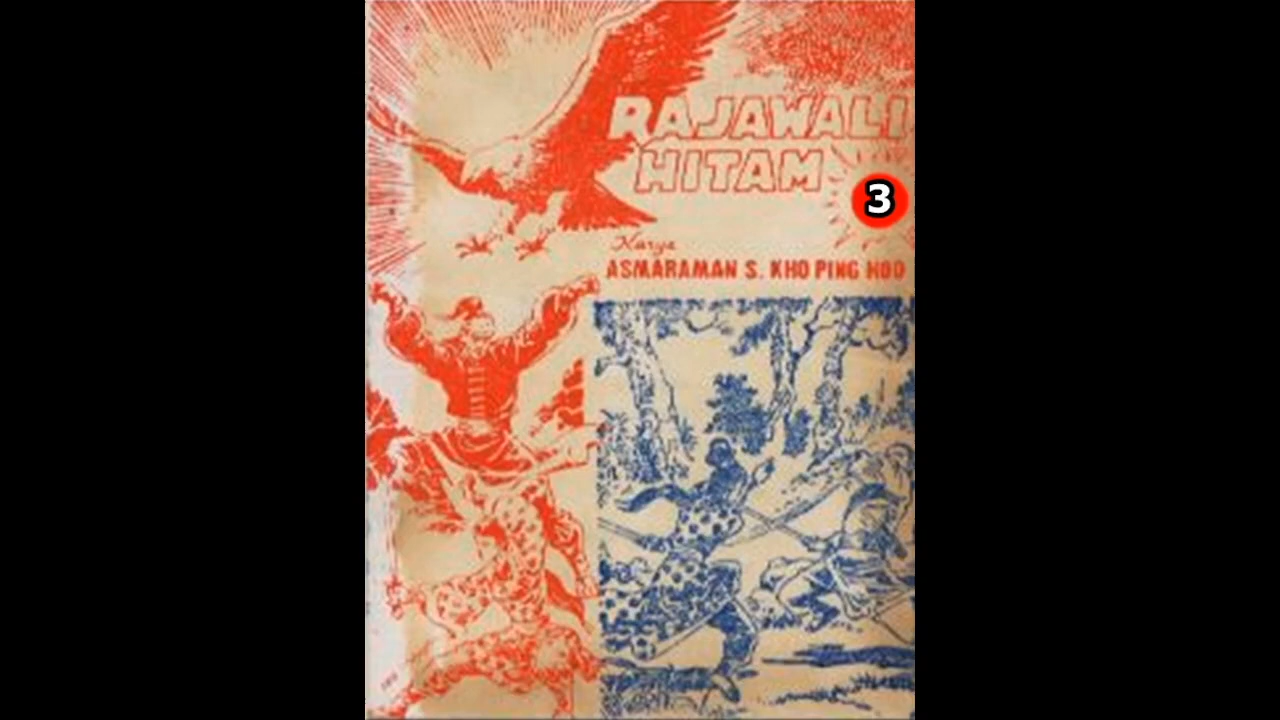 RAJAWALI
HITAM
3
Karya
ASMARAMAN S. KHO PING HOO